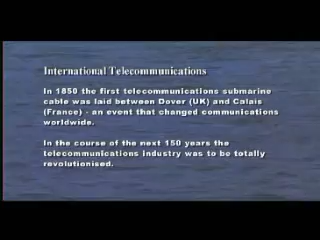 International Telecommunications
In 1850 the first telecommunications submarine
cable was laid between Dover (UK) and Calais
(France) - an event that changed communications
worldwide.
In the course of the next 150 years the
telecommunications industry was to be totally
revolutionised.